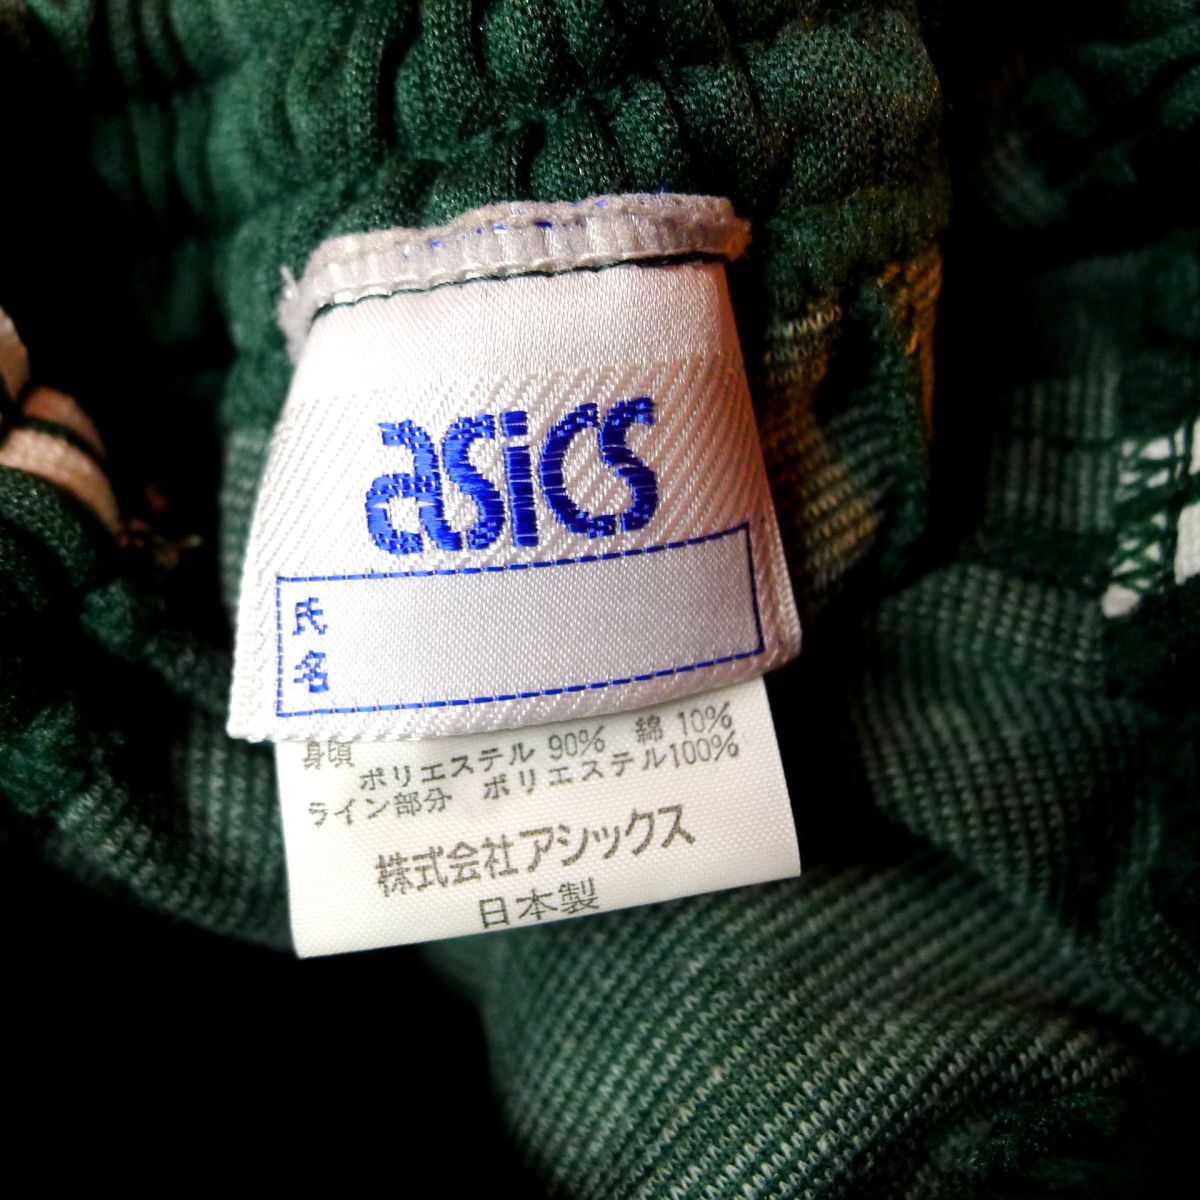 asics
氏
名
身頃
ポリエステル 90% 綿 10%
ライン部分 ポリエステル100%
株式会社アシックス
日本製